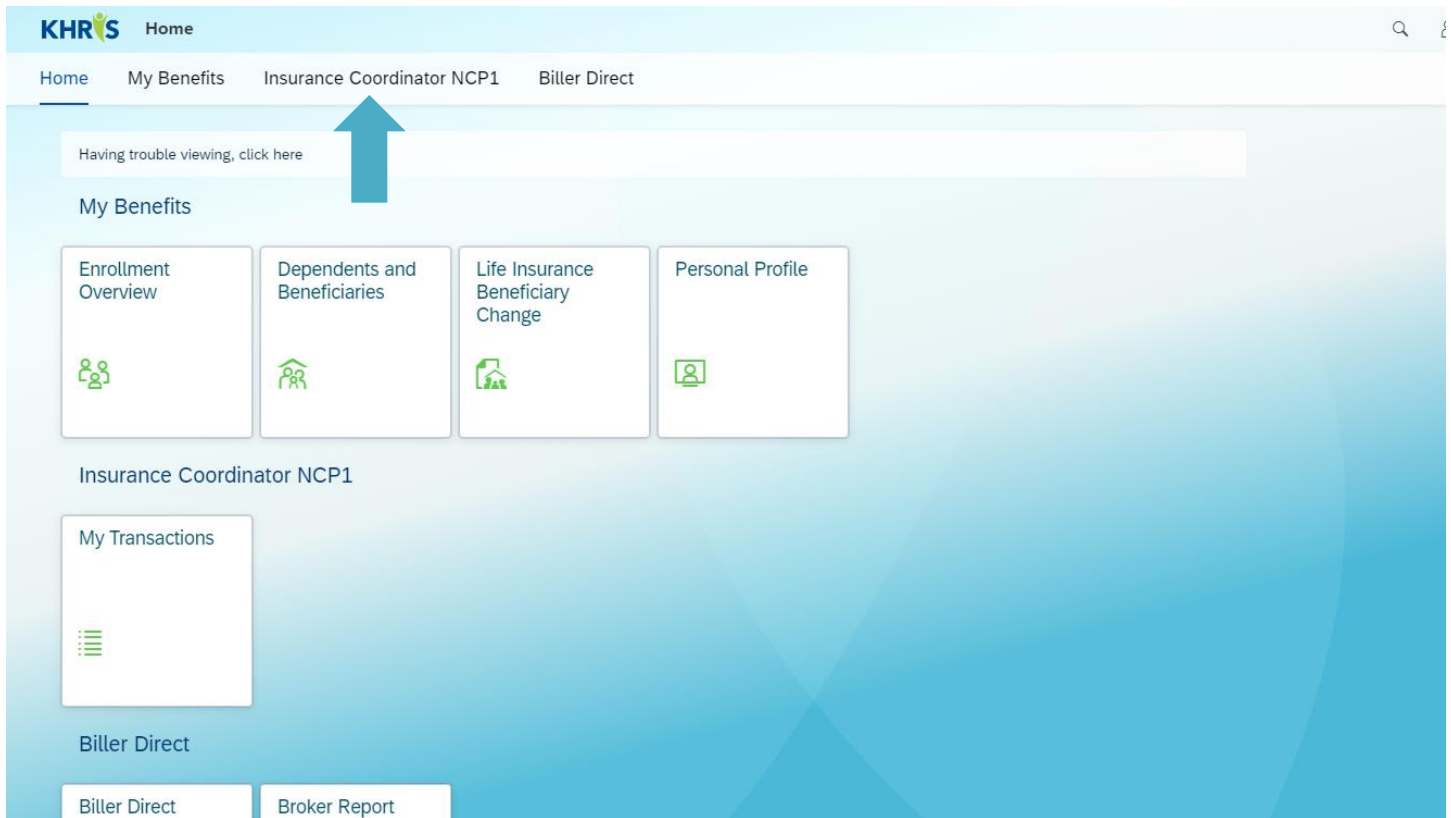 KHRIS Home
Home My Benefits Insurance Coordinator NCP1 Biller Direct
Having trouble viewing, click here
My Benefits
Enrollment
Overview
Dependents and
Beneficiaries
Life Insurance
Beneficiary
Change
Personal Profile
Insurance Coordinator NCP1
My Transactions
Biller Direct
Biller Direct
Broker Report